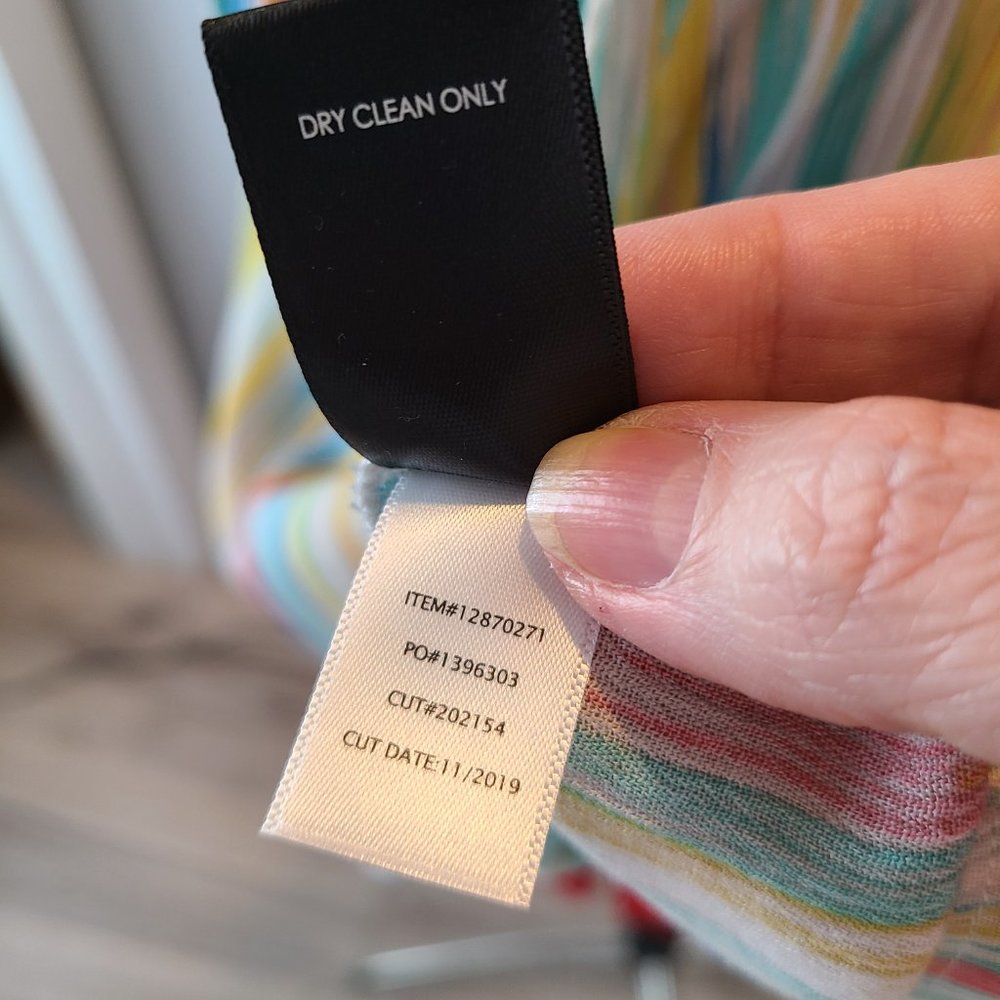 DRY CLEAN ONLY
ITEM#12870271
PO#1396303
CUT#202154
CUT DATE:11/2019